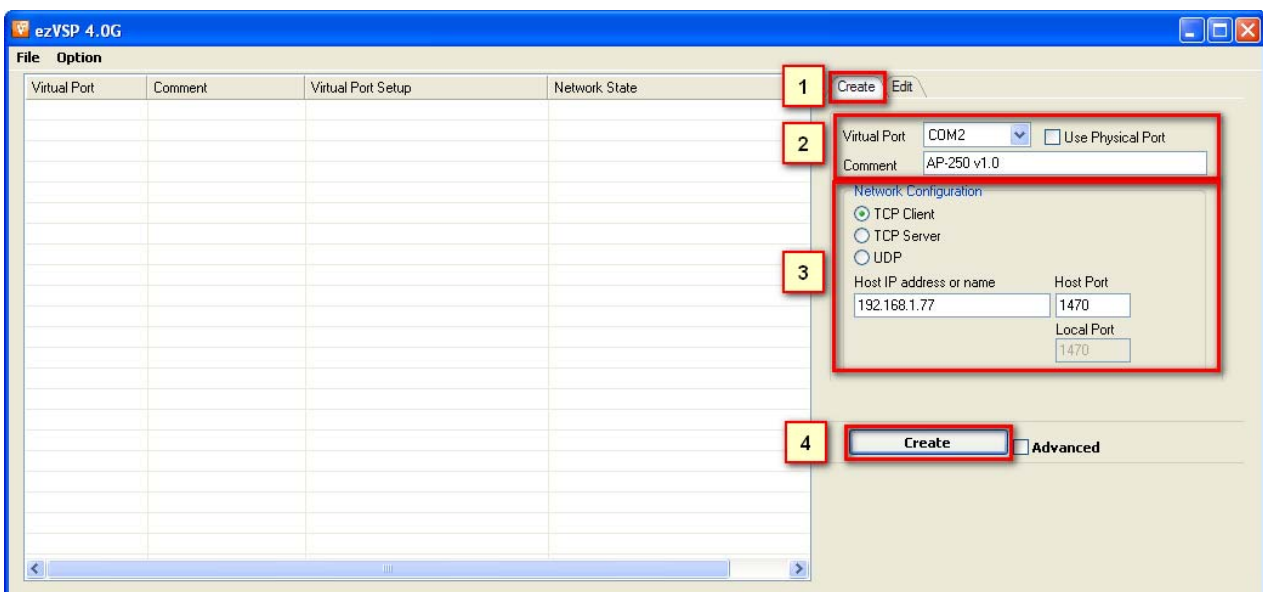 ezVSP 4.0G
File Option
Virtual Port Comment Virtual Port Setup Network State
1
Create Edit
2
Virtual Port COM2 Use Physical Port
Comment AP-250 v1.0
Network Configuration
TCP Client
TCP Server
UDP
3
Host IP address or name Host Port
192.168.1.77 1470
Local Port
1470
4
Create Advanced